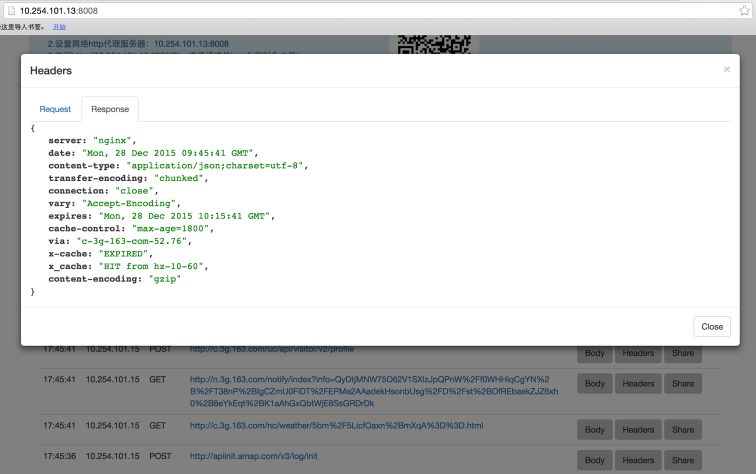 10.254.101.13:8008
这里导入书签。 开始
2.设置网络http代理服务器：10.254.101.13:8008
Headers ×
Request Response
{
server: "nginx",
date: "Mon, 28 Dec 2015 09:45:41 GMT",
content-type: "application/json;charset=utf-8",
transfer-encoding: "chunked",
connection: "close",
vary: "Accept-Encoding",
expires: "Mon, 28 Dec 2015 10:15:41 GMT",
cache-control: "max-age=1800",
via: "c-3g-163-com-52.76",
x-cache: "EXPIRED",
x_cache: "HIT from hz-10-60",
content-encoding: "gzip"
}
Close
17:45:41 10.254.101.15 POST http://c.3g.163.com/uc/api/visitor/v2/profile Body Headers Share
17:45:41 10.254.101.15 GET http://n.3g.163.com/notify/index?info=QyDtjMNW75O62V1SXlzJpQPnW%2Ff0WHHlqCgYN%2
B%2FT38nP%2BlgCZmU0FiDT%2FEPMe2AAadekHsonbUsg%2FD%2Fst%2BOfREbaekZJZ6xh
0%2B8eYkEqt%2BK1aAhGxQbtWjE8SsGRDrDk Body Headers Share
17:45:41 10.254.101.15 GET http://c.3g.163.com/nc/weather/5bm%2F5LicfOaxn%2BmXqA%3D%3D.html Body Headers Share
17:45:36 10.254.101.15 POST http://apiinit.amap.com/v3/log/init Body Headers Share